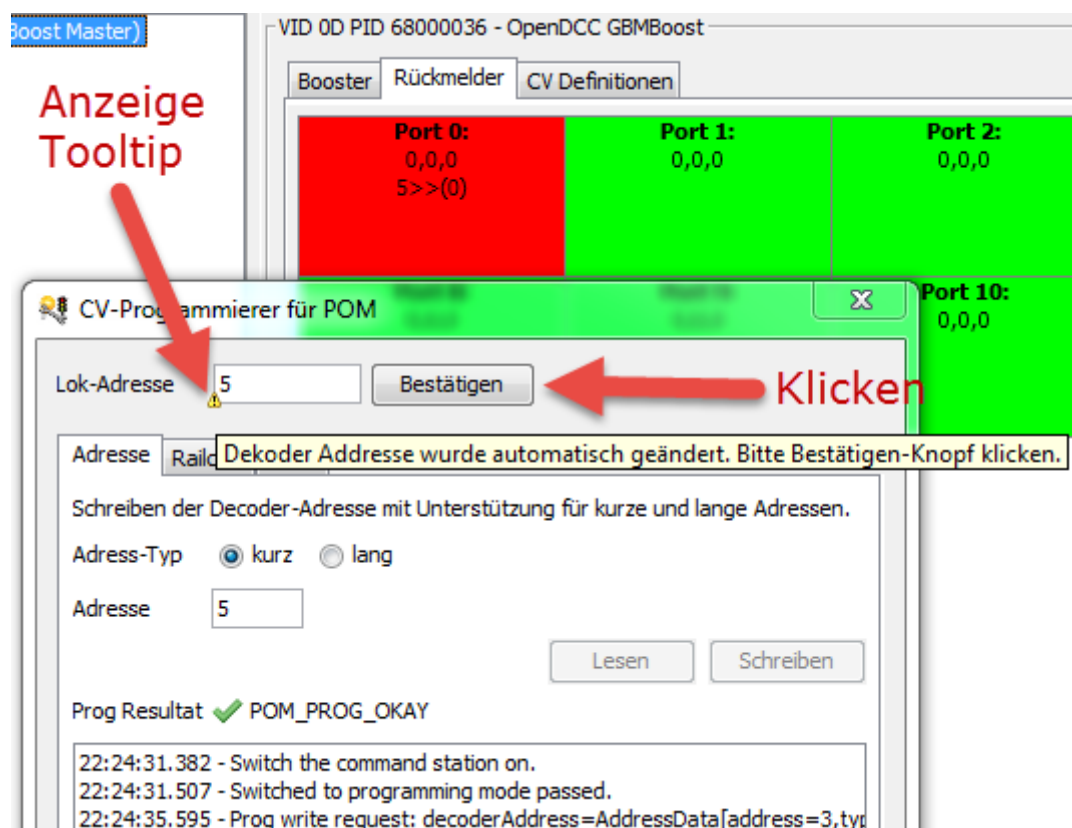 Boost Master)
VID 0D PID 68000036 - OpenDCC GBMBoost
Booster Rückmelder CV Definitionen
Anzeige
Tooltip
Port 0: Port 1: Port 2:
0,0,0 0,0,0 0,0,0
5>>(0)
CV-Programmierer für POM
Port 10:
0,0,0
Lok-Adresse 5 Bestätigen
Klicken
Adresse
Dekoder Addresse wurde automatisch geändert. Bitte Bestätigen-Knopf klicken.
Schreiben der Decoder-Adresse mit Unterstützung für kurze und lange Adressen.
Adress-Typ kurz lang
Adresse 5
Lesen Schreiben
Prog Resultat POM_PROG_OKAY
22:24:31.382 - Switch the command station on.
22:24:31.507 - Switched to programming mode passed.
22:24:35.595 - Prog write request: decoderAddress=AddressData[address=3,typ